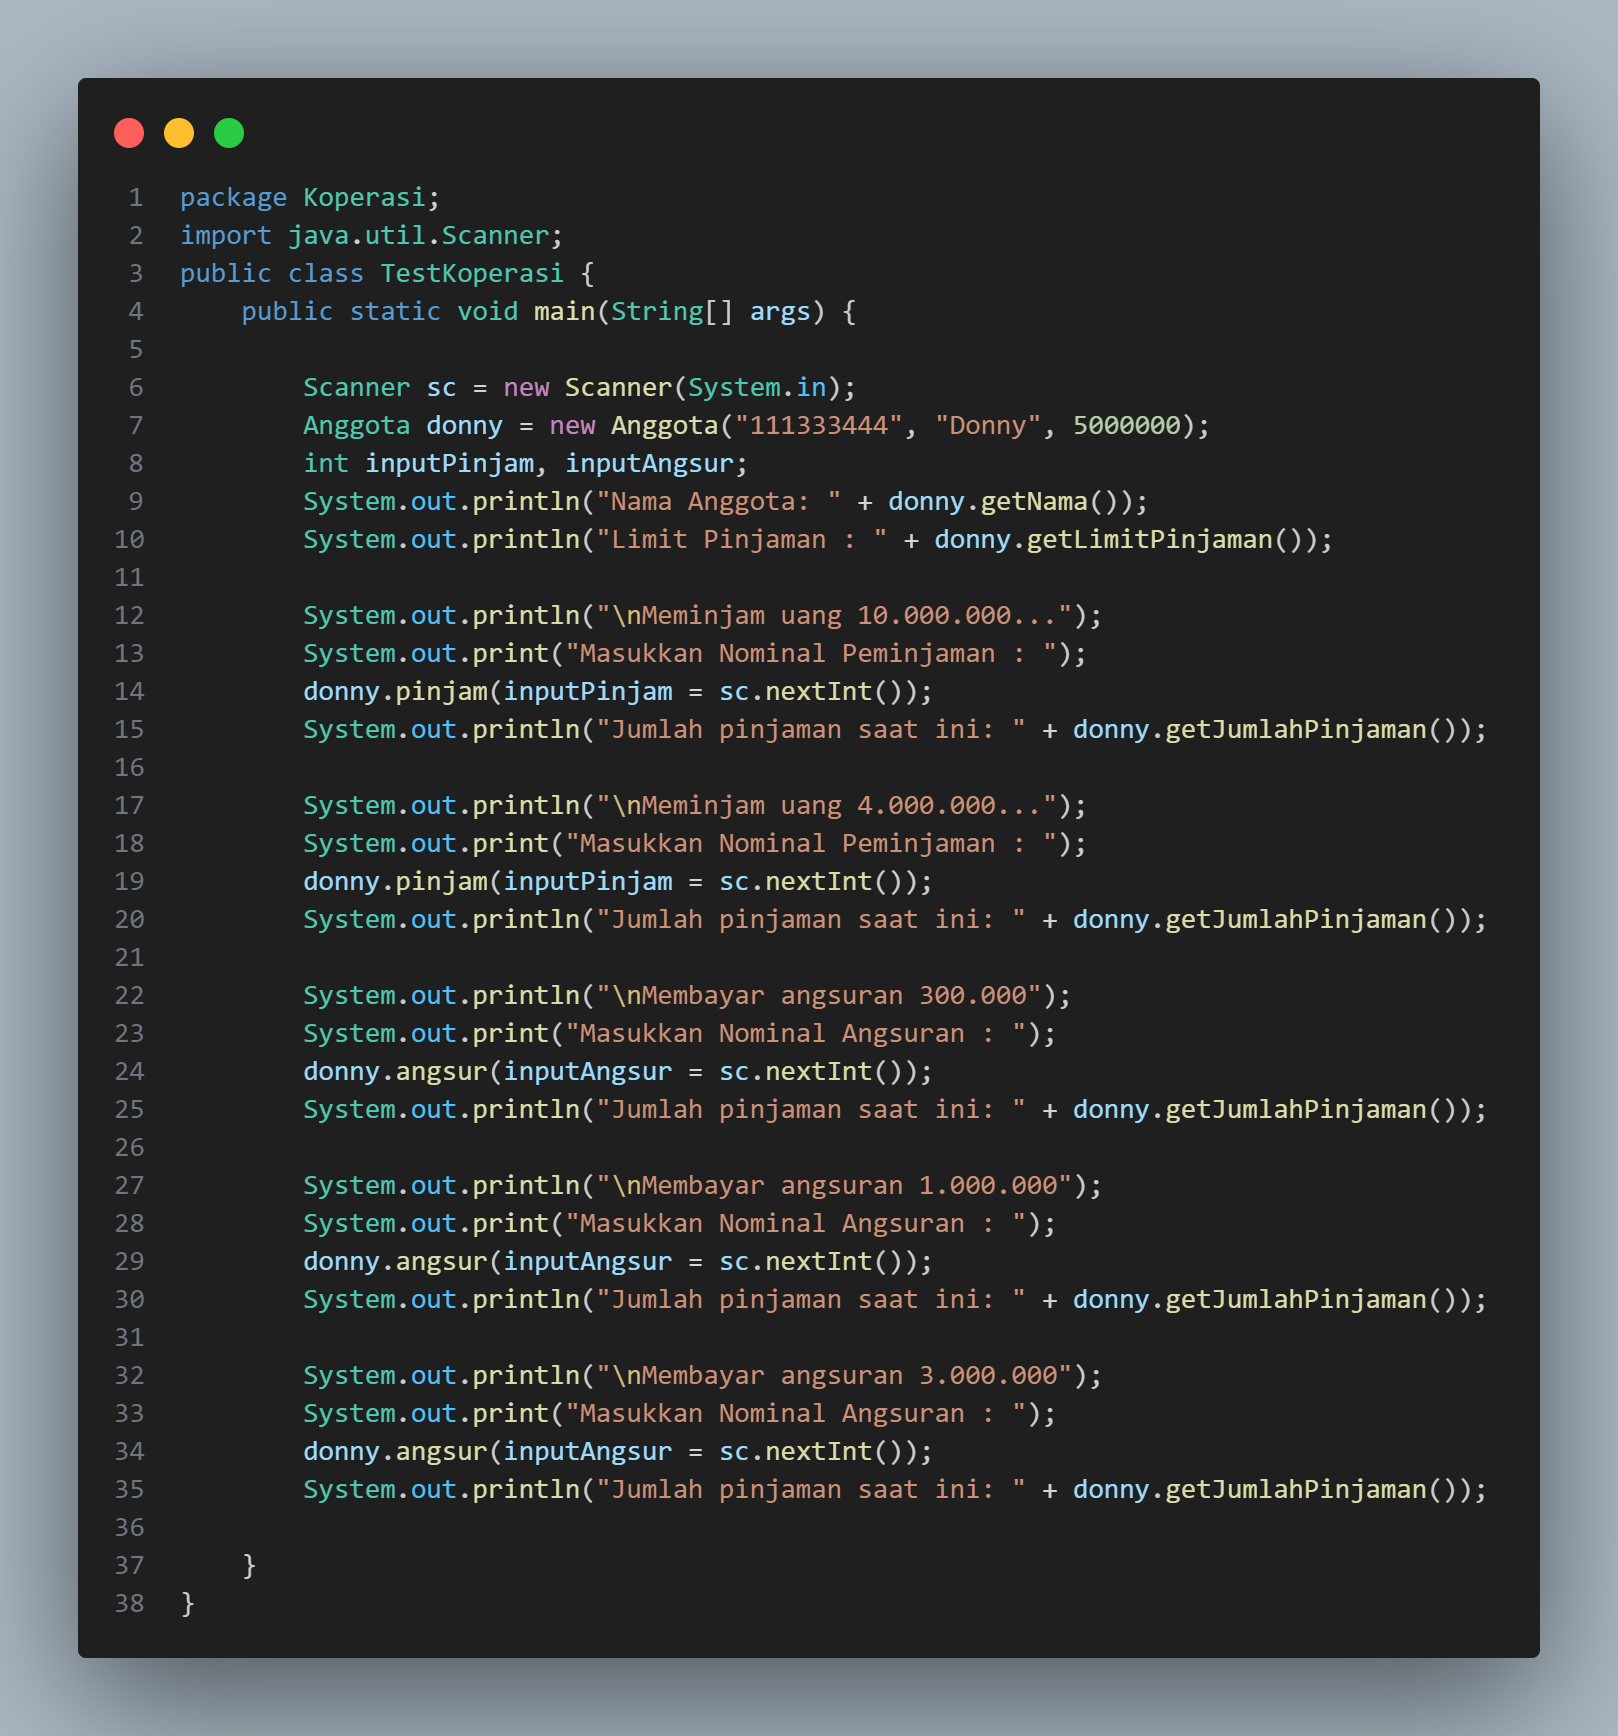 1 package Koperasi;
2 import java.util.Scanner;
3 public class TestKoperasi {
4     public static void main(String[] args) {
5
6         Scanner sc = new Scanner(System.in);
7         Anggota donny = new Anggota("111333444", "Donny", 5000000);
8         int inputPinjam, inputAngsur;
9         System.out.println("Nama Anggota: " + donny.getNama());
10         System.out.println("Limit Pinjaman : " + donny.getLimitPinjaman());
11
12         System.out.println("\nMeminjam uang 10.000.000...");
13         System.out.print("Masukkan Nominal Peminjaman : ");
14         donny.pinjam(inputPinjam = sc.nextInt());
15         System.out.println("Jumlah pinjaman saat ini: " + donny.getJumlahPinjaman());
16
17         System.out.println("\nMeminjam uang 4.000.000...");
18         System.out.print("Masukkan Nominal Peminjaman : ");
19         donny.pinjam(inputPinjam = sc.nextInt());
20         System.out.println("Jumlah pinjaman saat ini: " + donny.getJumlahPinjaman());
21
22         System.out.println("\nMembayar angsuran 300.000");
23         System.out.print("Masukkan Nominal Angsuran : ");
24         donny.angsur(inputAngsur = sc.nextInt());
25         System.out.println("Jumlah pinjaman saat ini: " + donny.getJumlahPinjaman());
26
27         System.out.println("\nMembayar angsuran 1.000.000");
28         System.out.print("Masukkan Nominal Angsuran : ");
29         donny.angsur(inputAngsur = sc.nextInt());
30         System.out.println("Jumlah pinjaman saat ini: " + donny.getJumlahPinjaman());
31
32         System.out.println("\nMembayar angsuran 3.000.000");
33         System.out.print("Masukkan Nominal Angsuran : ");
34         donny.angsur(inputAngsur = sc.nextInt());
35         System.out.println("Jumlah pinjaman saat ini: " + donny.getJumlahPinjaman());
36
37     }
38 }